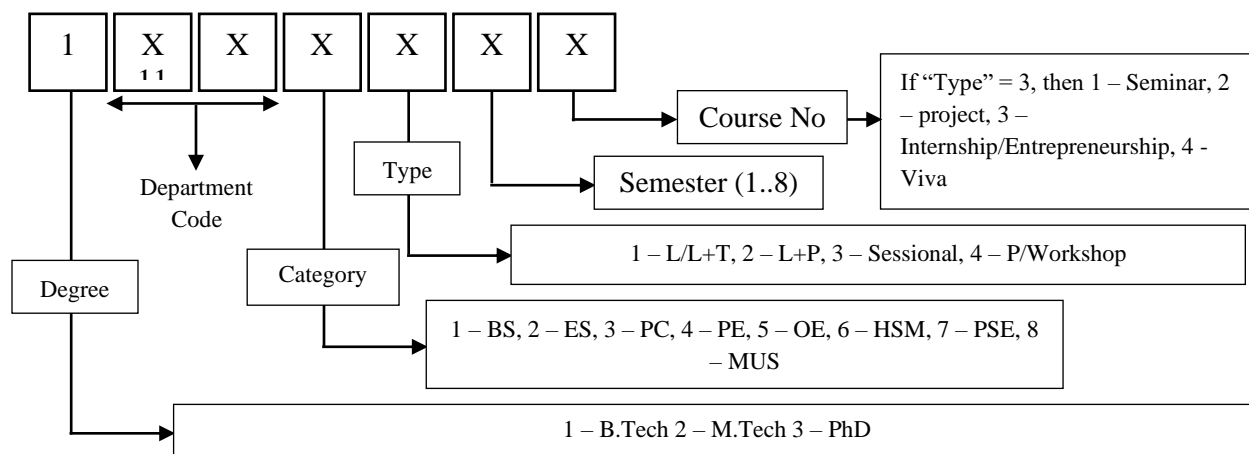 1 X X X X X X
If “Type” = 3, then 1 – Seminar, 2
– project, 3 –
Internship/Entrepreneurship, 4 -
Viva
Course No
Type
Semester (1..8)
Department
Code
1 – L/L+T, 2 – L+P, 3 – Sessional, 4 – P/Workshop
Category
Degree
1 – BS, 2 – ES, 3 – PC, 4 – PE, 5 – OE, 6 – HSM, 7 – PSE, 8
– MUS
1 – B.Tech 2 – M.Tech 3 – PhD